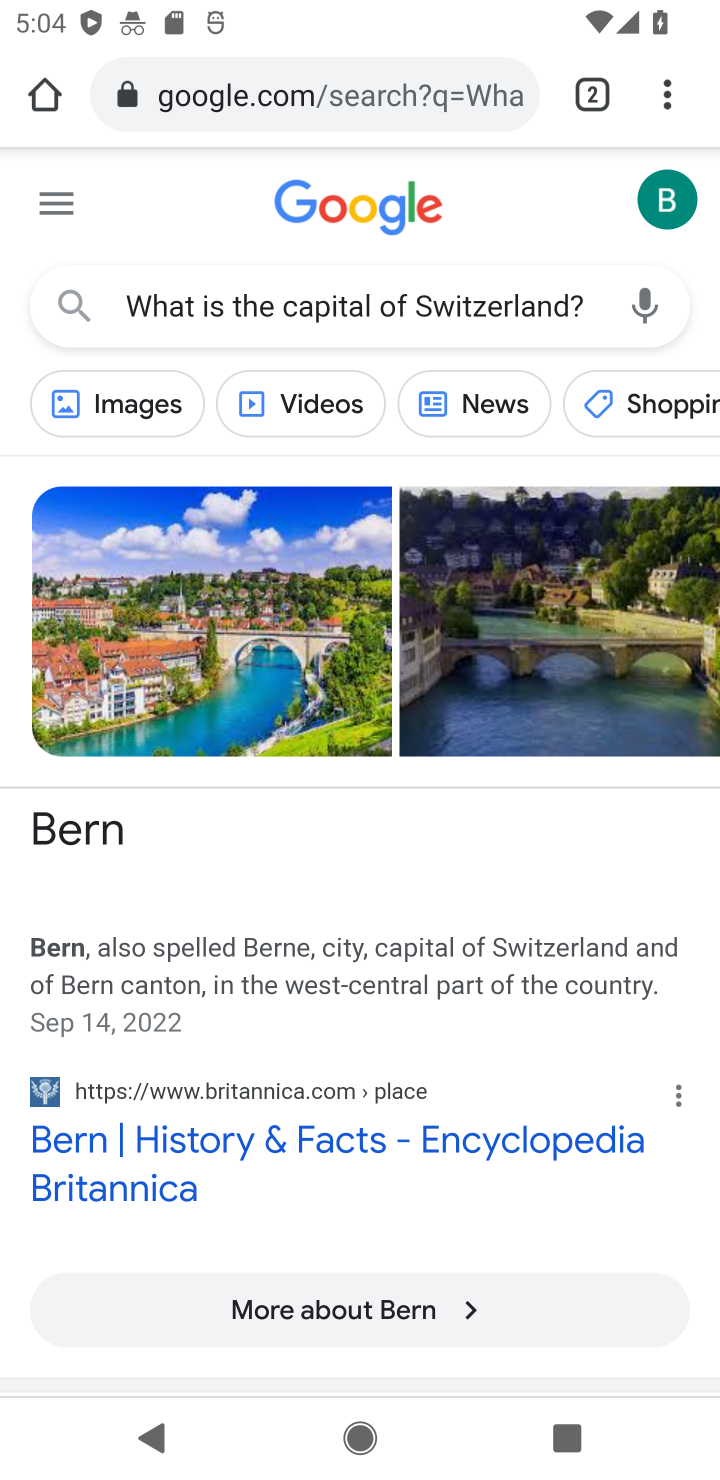 5:04
google.com/search?q=Wha
2
Google
B
What is the capital of Switzerland?
Images
Videos
News
Shoppin
Bern
Bern, also spelled Berne, city, capital of Switzerland and
of Bern canton, in the west-central part of the country.
Sep 14, 2022
https://www.britannica.com › place
Bern | History & Facts - Encyclopedia
Britannica
More about Bern